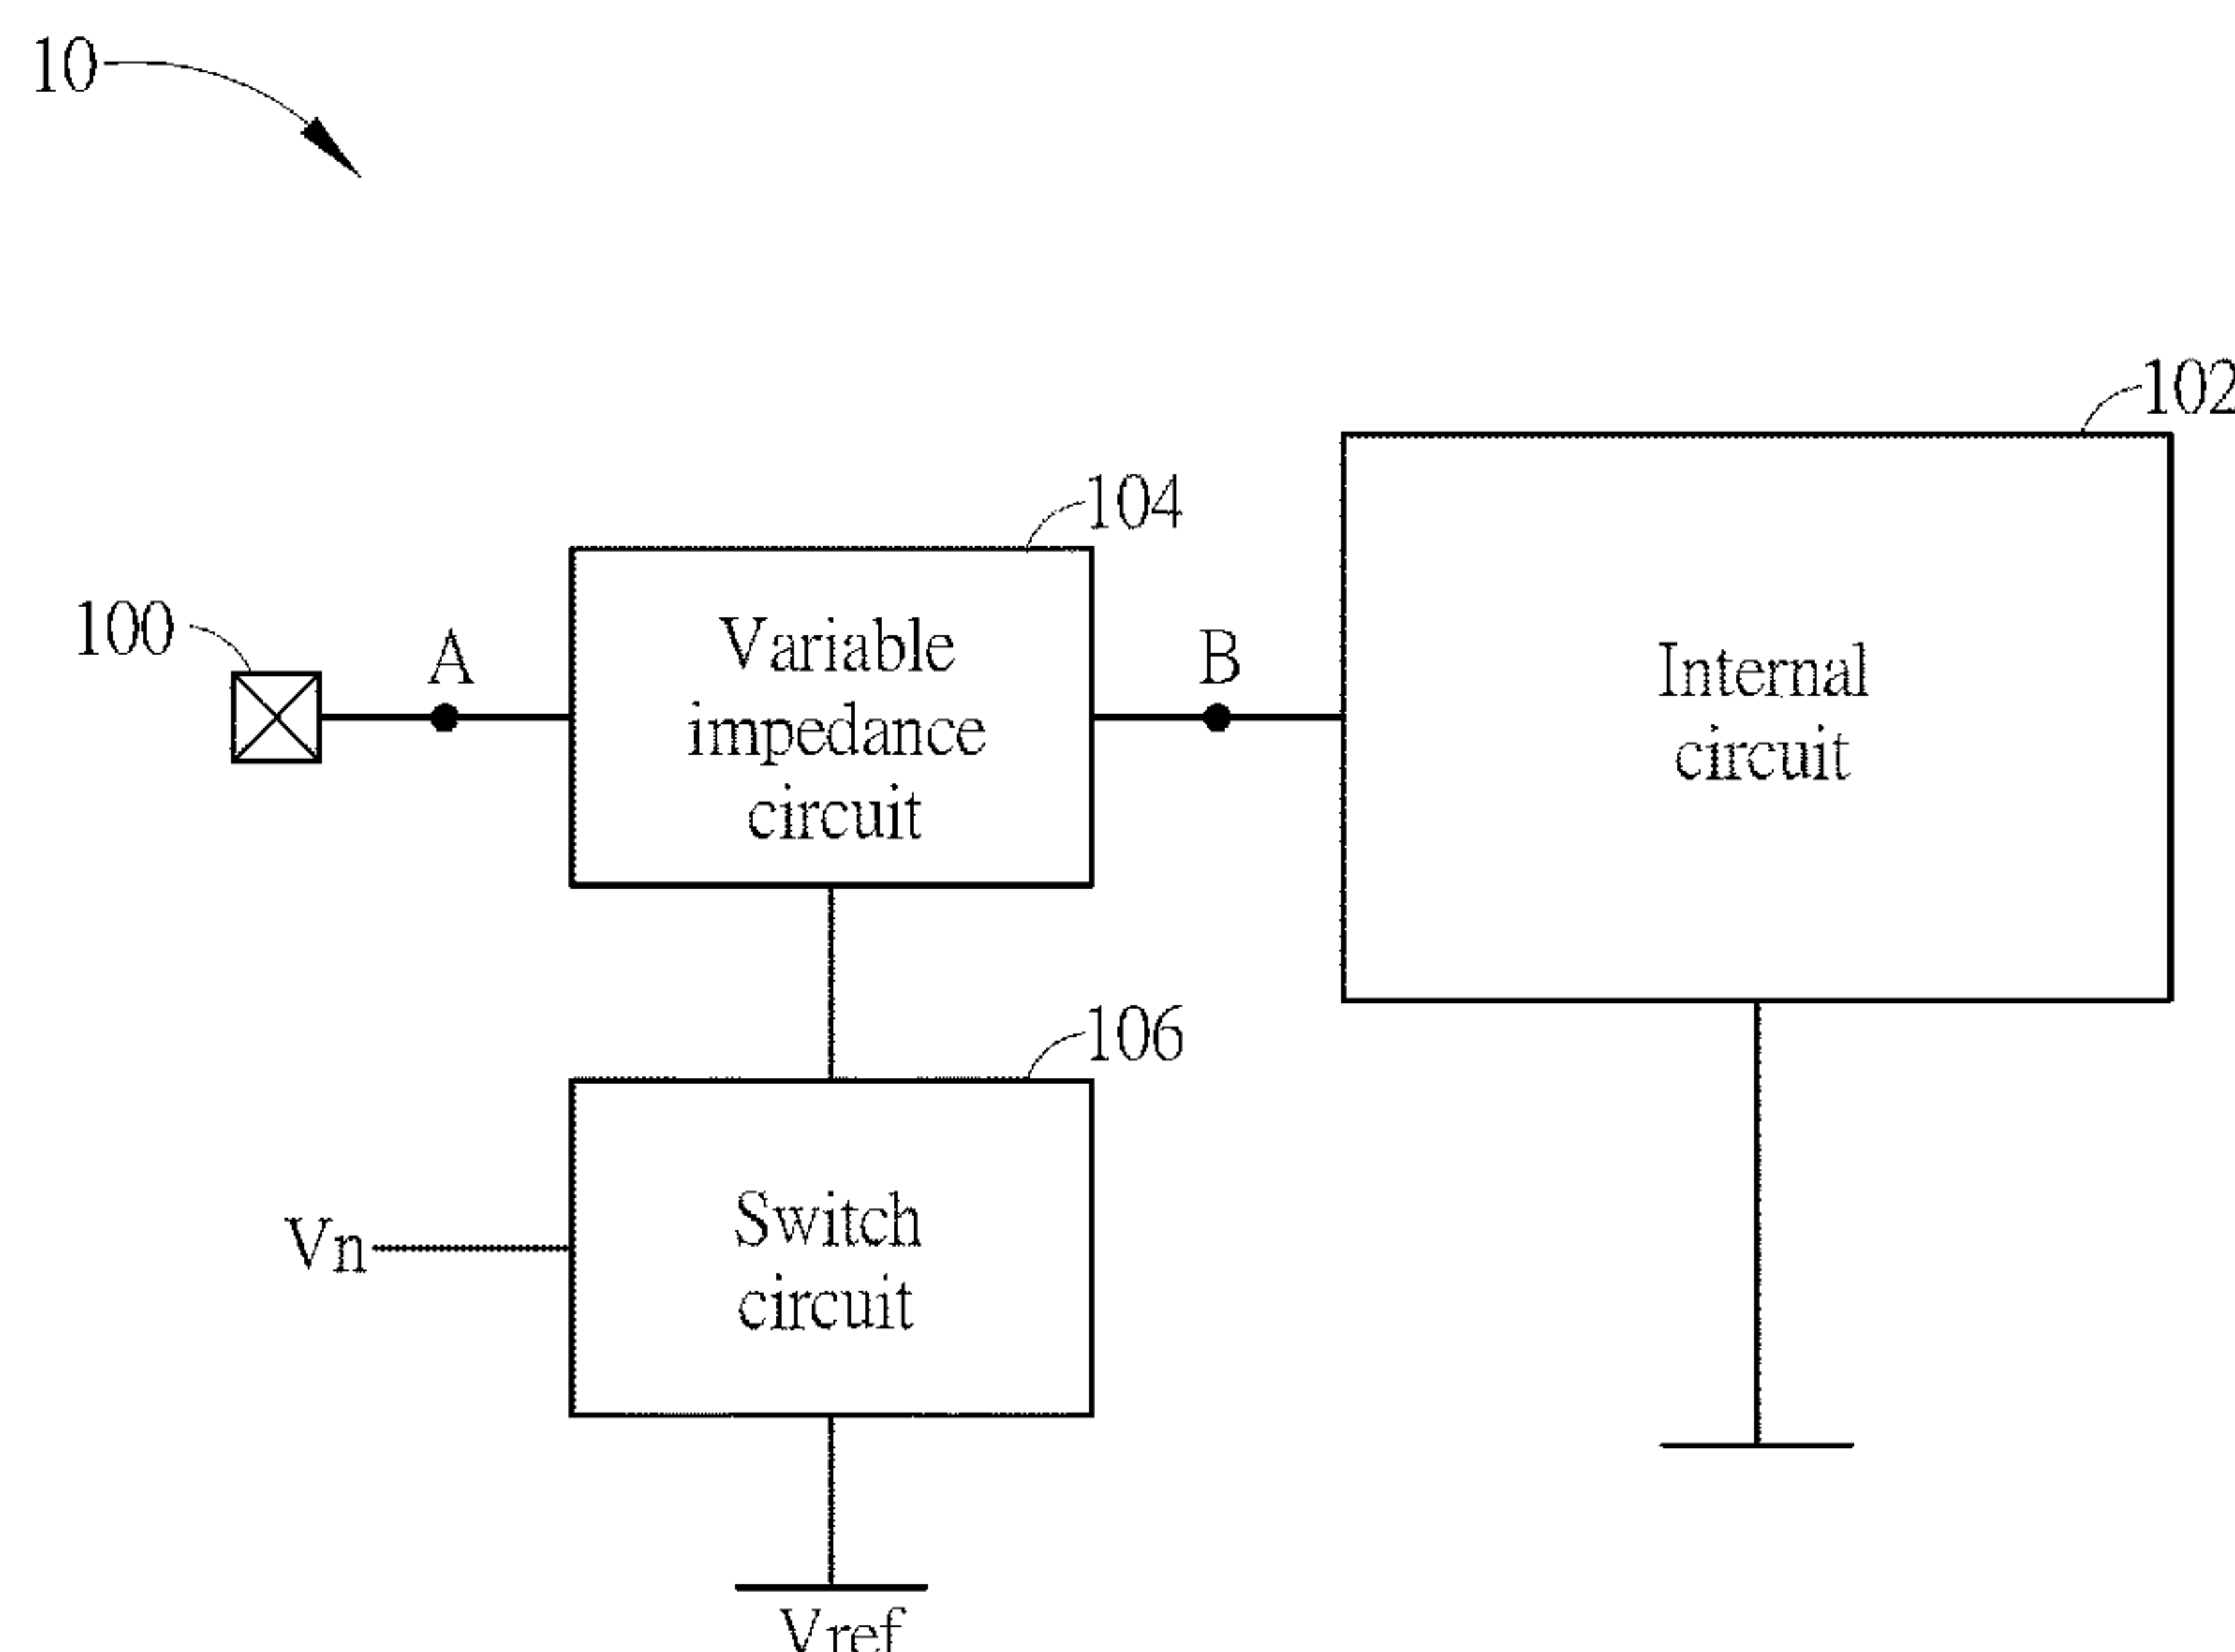 10
102
104
100
A
Variable
impedance
circuit
B
Internal
circuit
106
Vn
Switch
circuit
Vref